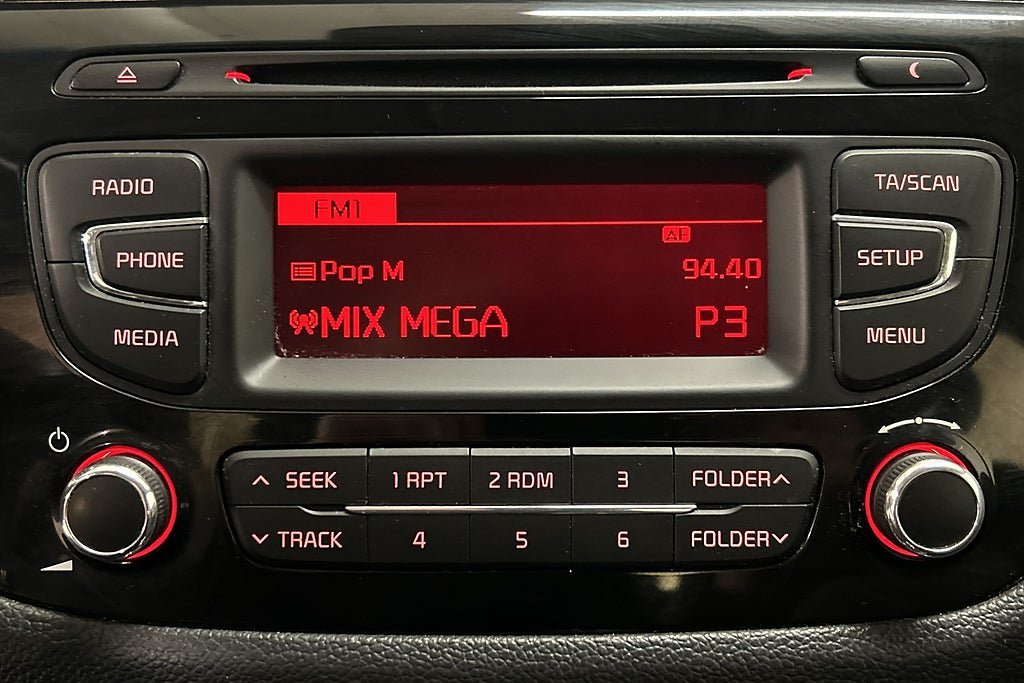 RADIO
PHONE
MEDIA
FM1
AF
Pop M 94.40
MIX MEGA P3
TA/SCAN
SETUP
MENU
SEEK 1 RPT 2 RDM 3 FOLDER
TRACK 4 5 6 FOLDER